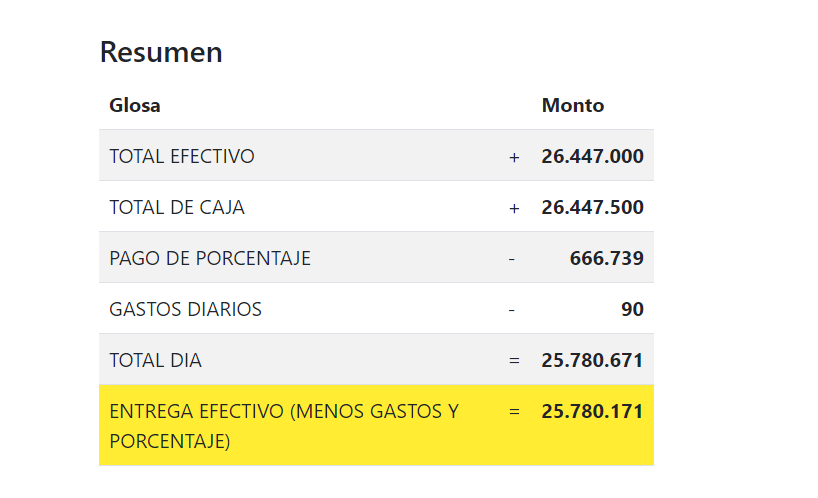 Resumen
Glosa Monto
TOTAL EFECTIVO + 26.447.000
TOTAL DE CAJA + 26.447.500
PAGO DE PORCENTAJE - 666.739
GASTOS DIARIOS - 90
TOTAL DIA = 25.780.671
ENTREGA EFECTIVO (MENOS GASTOS Y = 25.780.171
PORCENTAJE)